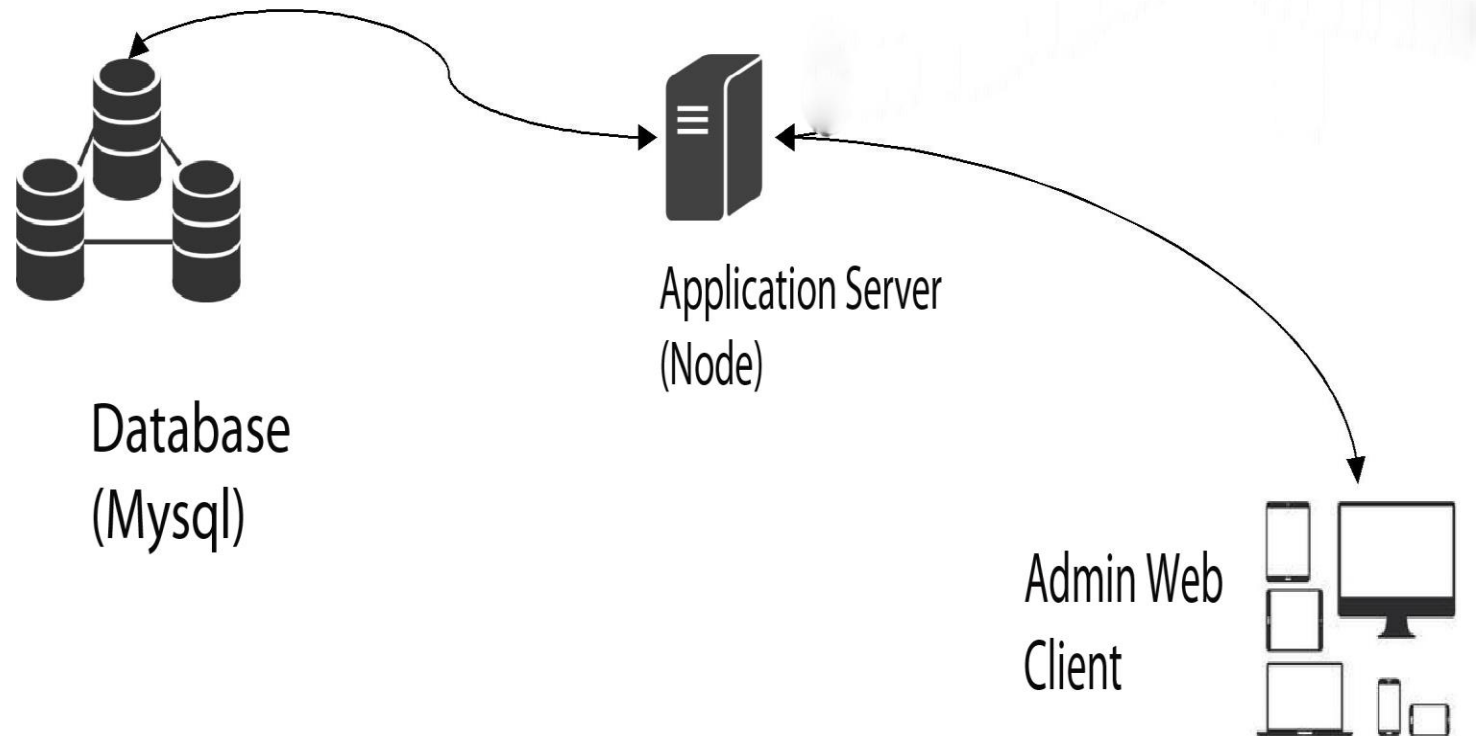 Application Server
(Node)
Database
(Mysql)
Admin Web
Client